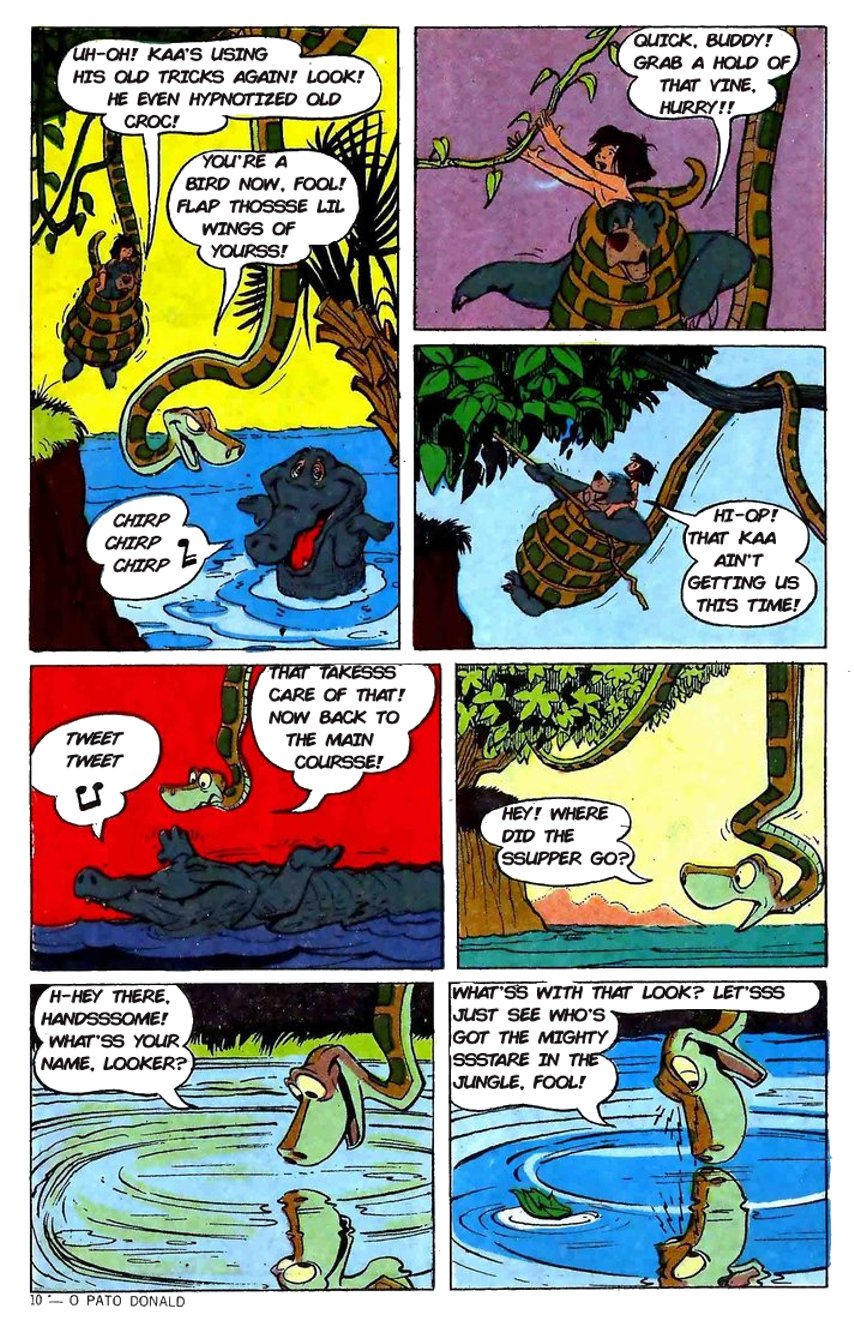 UH-OH! KAA'S USING
HIS OLD TRICKS AGAIN! LOOK!
HE EVEN HYPNOTIZED OLD
CROC!
YOU'RE A
BIRD NOW, FOOL!
FLAP THOSSSE LIL
WINGS OF
YOURSS!
CHIRP
CHIRP
CHIRP
QUICK, BUDDY!
GRAB A HOLD OF
THAT VINE,
HURRY!!
HI-OP!
THAT KAA
AIN'T
GETTING US
THIS TIME!
TWEET
TWEET
THAT TAKESSS
CARE OF THAT!
NOW BACK TO
THE MAIN
COURSSE!
HEY! WHERE
DID THE
SSUPPER GO?
H-HEY THERE,
HANDSSSOME!
WHAT'SS YOUR
NAME, LOOKER?
WHAT'SS WITH THAT LOOK? LET'SSS
JUST SEE WHO'S
GOT THE MIGHTY
SSSTARE IN THE
JUNGLE, FOOL!
10 — O PATO DONALD